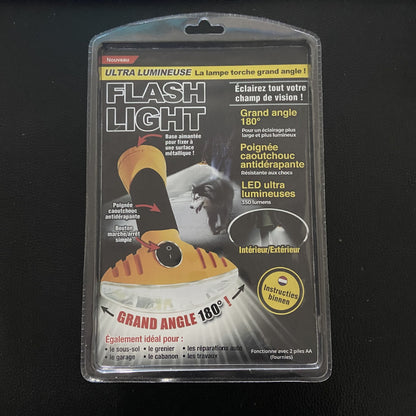 Nouveau
ULTRA LUMINEUSE La lampe torche grand angle !
FLASH
LIGHT
Éclairez tout votre
champ de vision !
Base aimantée
pour fixer à
une surface
métallique !
Grand angle
180°
Pour un éclairage plus
large et plus lumineux
Poignée
caoutchouc
antidérapante
Résistante aux chocs
LED ultra
lumineuses
350 lumens
Poignée
caoutchouc
antidérapante
Bouton
marche/arrêt
simple
Intérieur/Extérieur
Instructies
binnen
GRAND ANGLE 180° !
Également idéal pour :
• le sous-sol • le grenier • les réparations auto
• le garage • le cabanon • les travaux
Fonctionne avec 2 piles AA
(fournies)